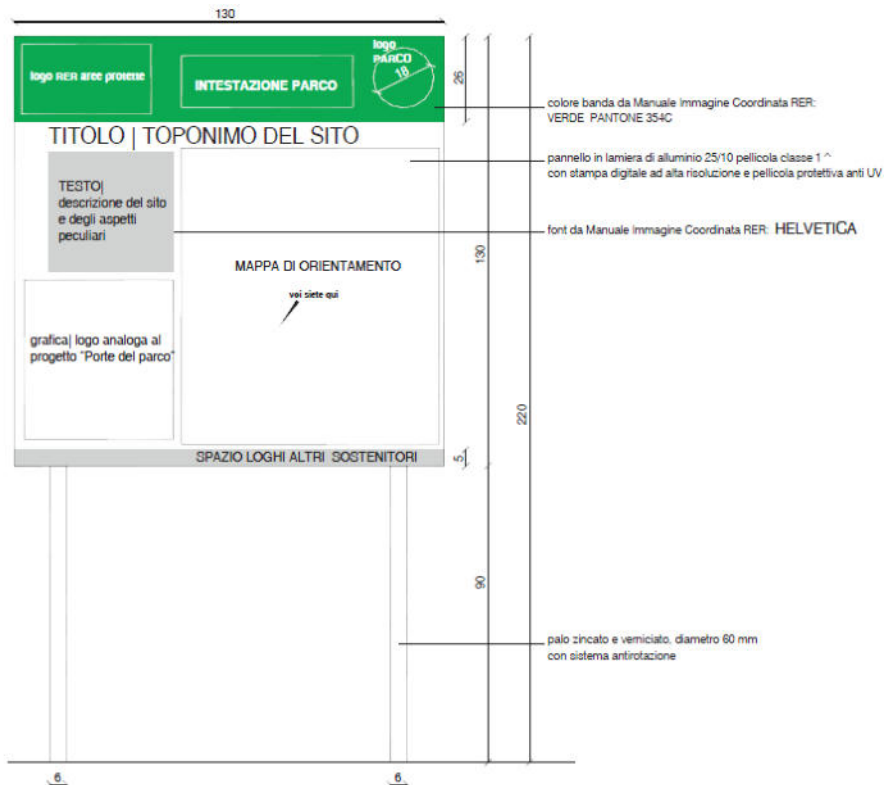 130
logo RER aree protette
INTESTAZIONE PARCO
logo
PARCO
18
26
colore banda da Manuale Immagine Coordinata RER:
VERDE PANTONE 354C
TITOLO | TOPONIMO DEL SITO
pannello in lamiera di alluminio 25/10 pellicola classe 1 ^
con stampa digitale ad alta risoluzione e pellicola protettiva anti UV
TESTO|
descrizione del sito
e degli aspetti
peculiari
font da Manuale Immagine Coordinata RER: HELVETICA
130
MAPPA DI ORIENTAMENTO
voi siete qui
grafica| logo analoga al
progetto "Porte del parco"
220
SPAZIO LOGHI ALTRI SOSTENITORI
5
90
palo zincato e verniciato, diametro 60 mm
con sistema antirotazione
6
6